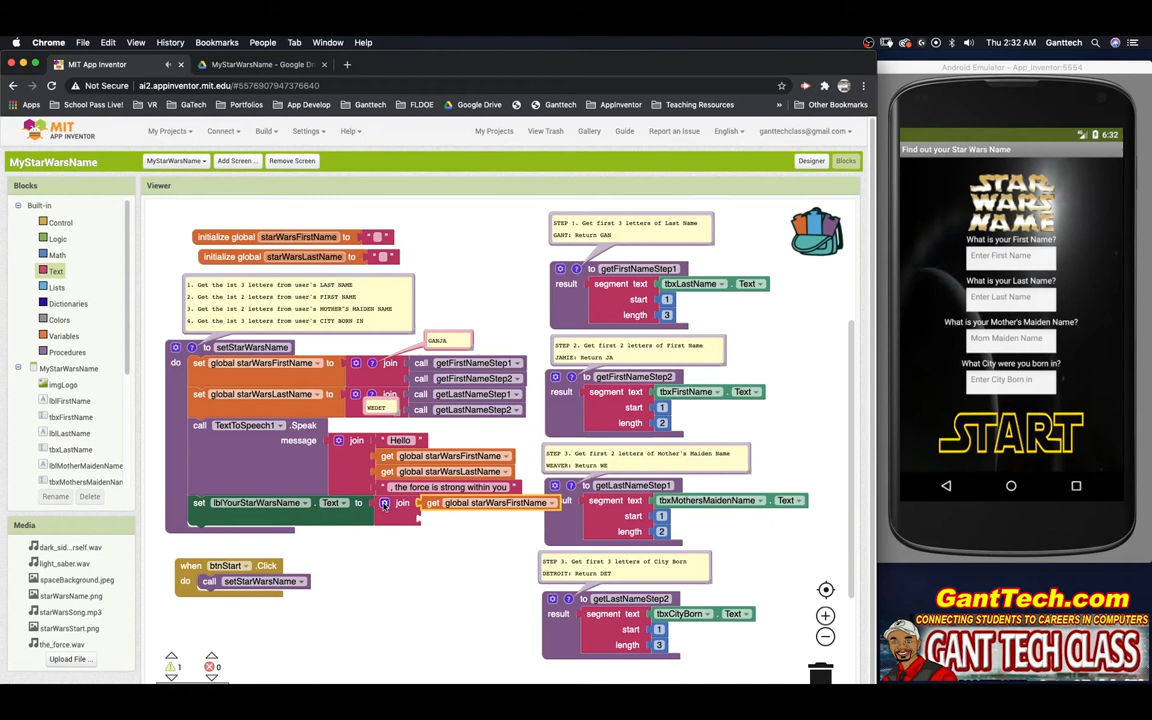 Chrome File Edit View History Bookmarks People Tab Window Help
Thu 2:32 AM Ganttech
MIT App Inventor
MyStarWarsName - Google Dri
Android Emulator - App_Inventor:5554
Not Secure ai2.appinventor.mit.edu/#5576907947376640
Apps School Pass Live! VR GaTech Portfolios App Develop Ganttech FLDOE Google Drive Ganttech AppInventor Teaching Resources Other Bookmarks
MIT APP INVENTOR
My Projects Connect Build Settings Help My Projects View Trash Gallery Guide Report an Issue English ganttechclass@gmail.com
MyStarWarsName MyStarWarsName Add Screen ... Remove Screen Designer Blocks
Blocks
Viewer
Built-in
Control
Logic
Math
Text
Lists
Dictionaries
Colors
Variables
Procedures
MyStarWarsName
imgLogo
lblFirstName
tbxFirstName
lblLastName
tbxLastName
lblMotherMaidenName
tbxMothersMaidenNam
Rename Delete
Media
dark_sid...rself.wav
light_saber.wav
spaceBackground.jpeg
starWarsName.png
starWarsSong.mp3
starWarsStart.png
the_force.wav
Upload File ...
initialize global starWarsFirstName to " "
initialize global starWarsLastName to " "
1. Get the 1st 3 letters from user's LAST NAME
2. Get the 1st 2 letters from user's FIRST NAME
3. Get the 1st 2 letters from user's MOTHER'S MAIDEN NAME
4. Get the 1st 3 letters from user's CITY BORN IN
to setStarWarsName
GANJA
do set global starWarsFirstName to join call getFirstNameStep1
call getFirstNameStep2
set global starWarsLastName to join call getLastNameStep1
WEDET
call getLastNameStep2
call TextToSpeech1 .Speak
message join " Hello "
get global starWarsFirstName
get global starWarsLastName
" , the force is strong within you "
set lblYourStarWarsName . Text to join get global starWarsFirstName
when btnStart .Click
do call setStarWarsName
1 0
STEP 1. Get first 3 letters of Last Name
GANT: Return GAN
to getFirstNameStep1
result segment text tbxLastName . Text
start 1
length 3
STEP 2. Get first 2 letters of First Name
JAMIE: Return JA
to getFirstNameStep2
result segment text tbxFirstName . Text
start 1
length 2
STEP 3. Get first 2 letters of Mother's Maiden Name
WEAVER: Return WE
to getLastNameStep1
ult segment text tbxMothersMaidenName . Text
start 1
length 2
STEP 3. Get first 3 letters of City Born
DETROIT: Return DET
to getLastNameStep2
result segment text tbxCityBorn . Text
start 1
length 3
6:32
Find out your Star Wars Name
STAR
WARS
NAME
What is your First Name?
Enter First Name
What is your Last Name?
Enter Last Name
What is your Mother's Maiden Name?
Mom Maiden Name
What City were you born in?
Enter City Born in
START
GantTech.com
CONNECTING STUDENTS TO CAREERS IN COMPUTERS
GANT TECH CLASS